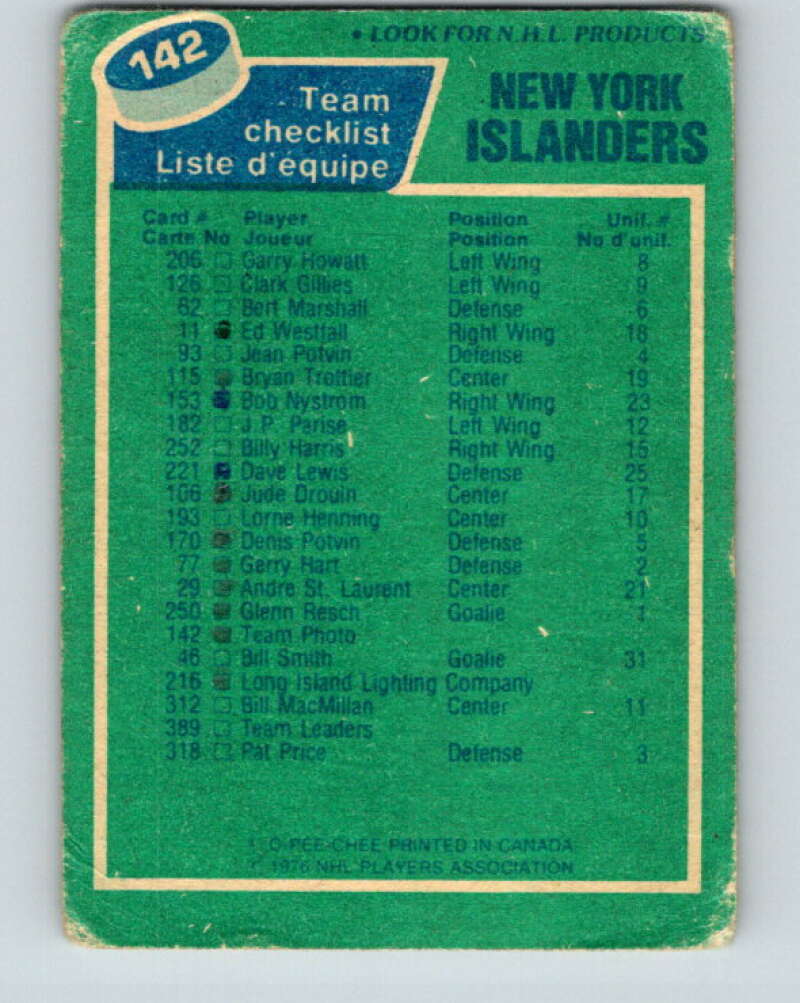 142
• LOOK FOR N.H.L. PRODUCTS
Team
checklist
Liste d'équipe
NEW YORK
ISLANDERS
Card # Player Position Unif. #
Carte No Joueur Position No d'unif.
206 Garry Howatt Left Wing 8
126 Clark Gillies Left Wing 9
62 Bert Marshall Defense 6
11 Ed Westfall Right Wing 18
93 Jean Potvin Defense 4
115 Bryan Trottier Center 19
153 Bob Nystrom Right Wing 23
182 J.P. Parise Left Wing 12
252 Billy Harris Right Wing 15
221 Dave Lewis Defense 25
106 Jude Drouin Center 17
193 Lorne Henning Center 10
170 Denis Potvin Defense 5
77 Gerry Hart Defense 2
29 Andre St. Laurent Center 21
250 Glenn Resch Goalie 1
142 Team Photo
46 Bill Smith Goalie 31
216 Long Island Lighting Company
312 Bill MacMillan Center 11
389 Team Leaders
318 Pat Price Defense 3
O-PEE-CHEE PRINTED IN CANADA
© 1976 NHL PLAYERS ASSOCIATION